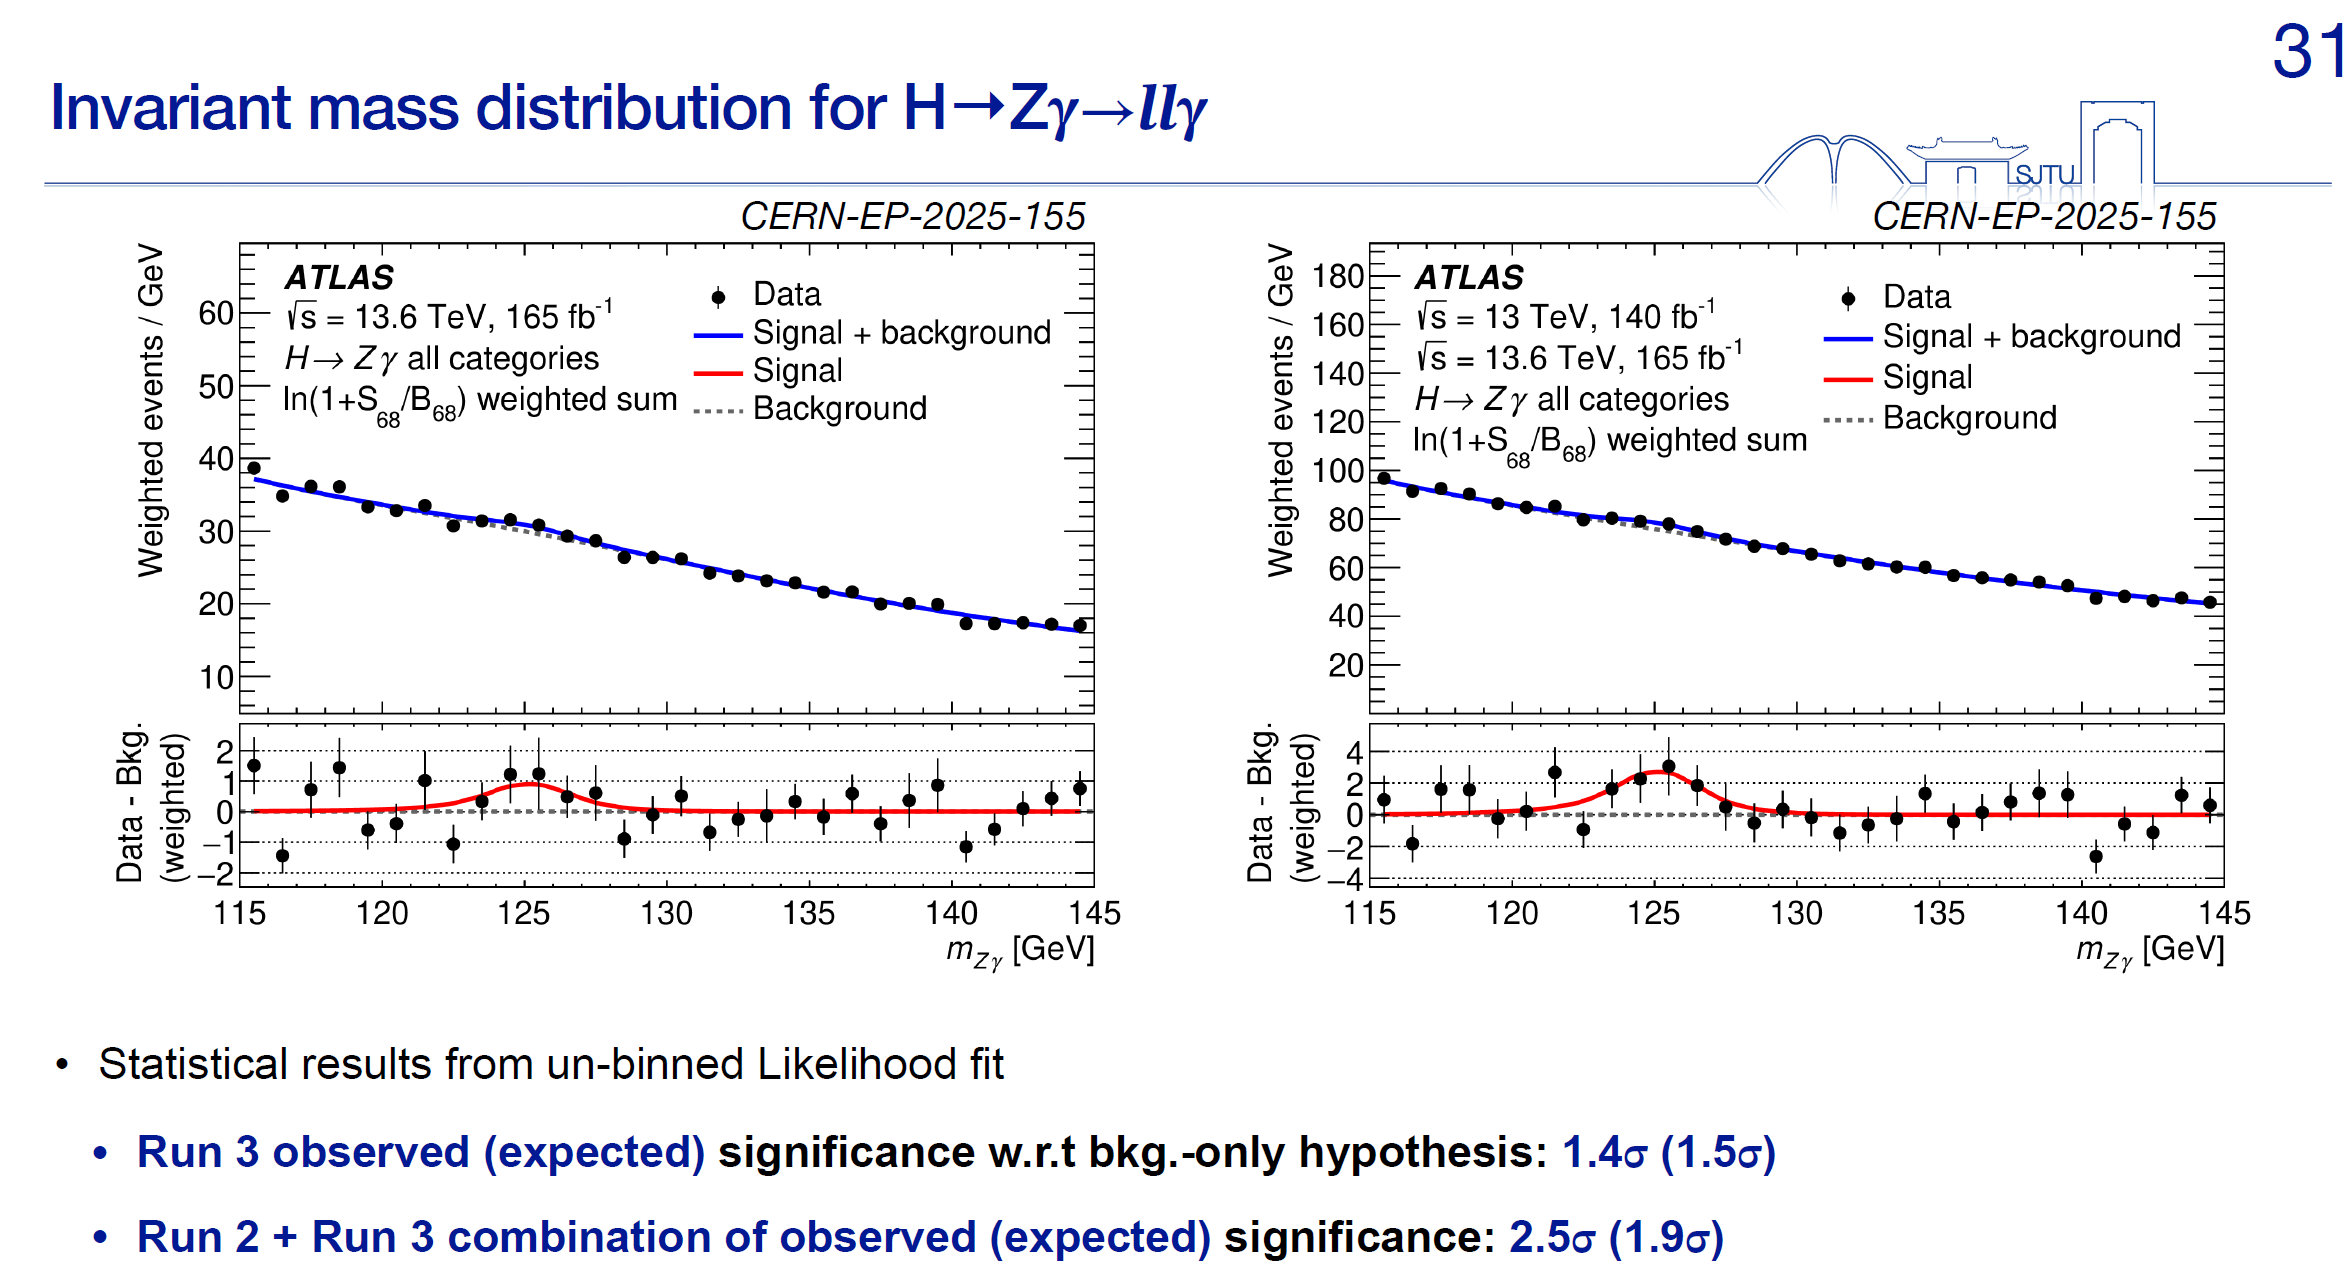 31
Invariant mass distribution for H→Zγ→llγ
SJTU
CERN-EP-2025-155
Weighted events / GeV
ATLAS
√s = 13.6 TeV, 165 fb⁻¹
H→ Zγ all categories
ln(1+S₆₈/B₆₈) weighted sum
Data
Signal + background
Signal
Background
60
50
40
30
20
10
Data - Bkg.
(weighted)
2
1
0
−1
−2
115 120 125 130 135 140 145
m_Zγ [GeV]
CERN-EP-2025-155
Weighted events / GeV
ATLAS
√s = 13 TeV, 140 fb⁻¹
√s = 13.6 TeV, 165 fb⁻¹
H→ Zγ all categories
ln(1+S₆₈/B₆₈) weighted sum
Data
Signal + background
Signal
Background
180
160
140
120
100
80
60
40
20
Data - Bkg.
(weighted)
4
2
0
−2
−4
115 120 125 130 135 140 145
m_Zγ [GeV]
• Statistical results from un-binned Likelihood fit
• Run 3 observed (expected) significance w.r.t bkg.-only hypothesis: 1.4σ (1.5σ)
• Run 2 + Run 3 combination of observed (expected) significance: 2.5σ (1.9σ)